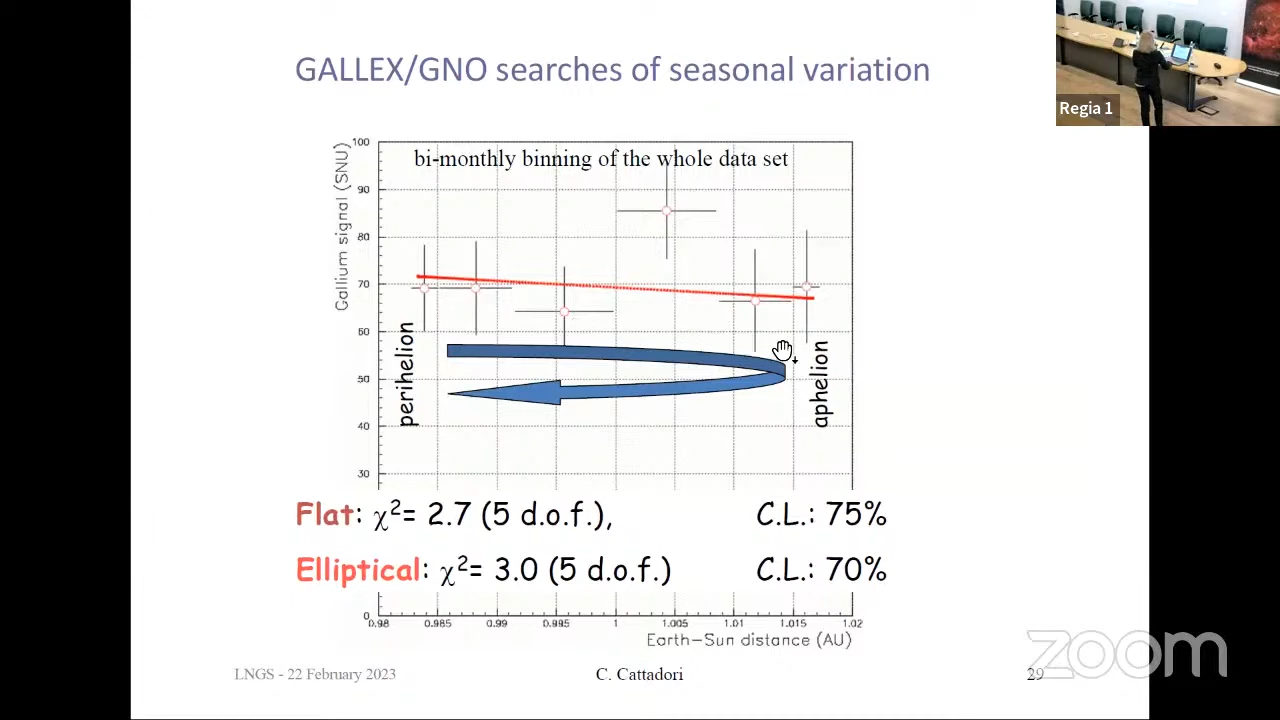 GALLEX/GNO searches of seasonal variation
Regia 1
bi-monthly binning of the whole data set
Gallium signal (SNU)
100
90
80
70
60
50
40
30
0
perihelion
aphelion
Flat: χ²= 2.7 (5 d.o.f.), C.L.: 75%
Elliptical: χ²= 3.0 (5 d.o.f.) C.L.: 70%
0.98 0.985 0.99 0.995 1 1.005 1.01 1.015 1.02
Earth-Sun distance (AU)
LNGS - 22 February 2023 C. Cattadori 29
zoom